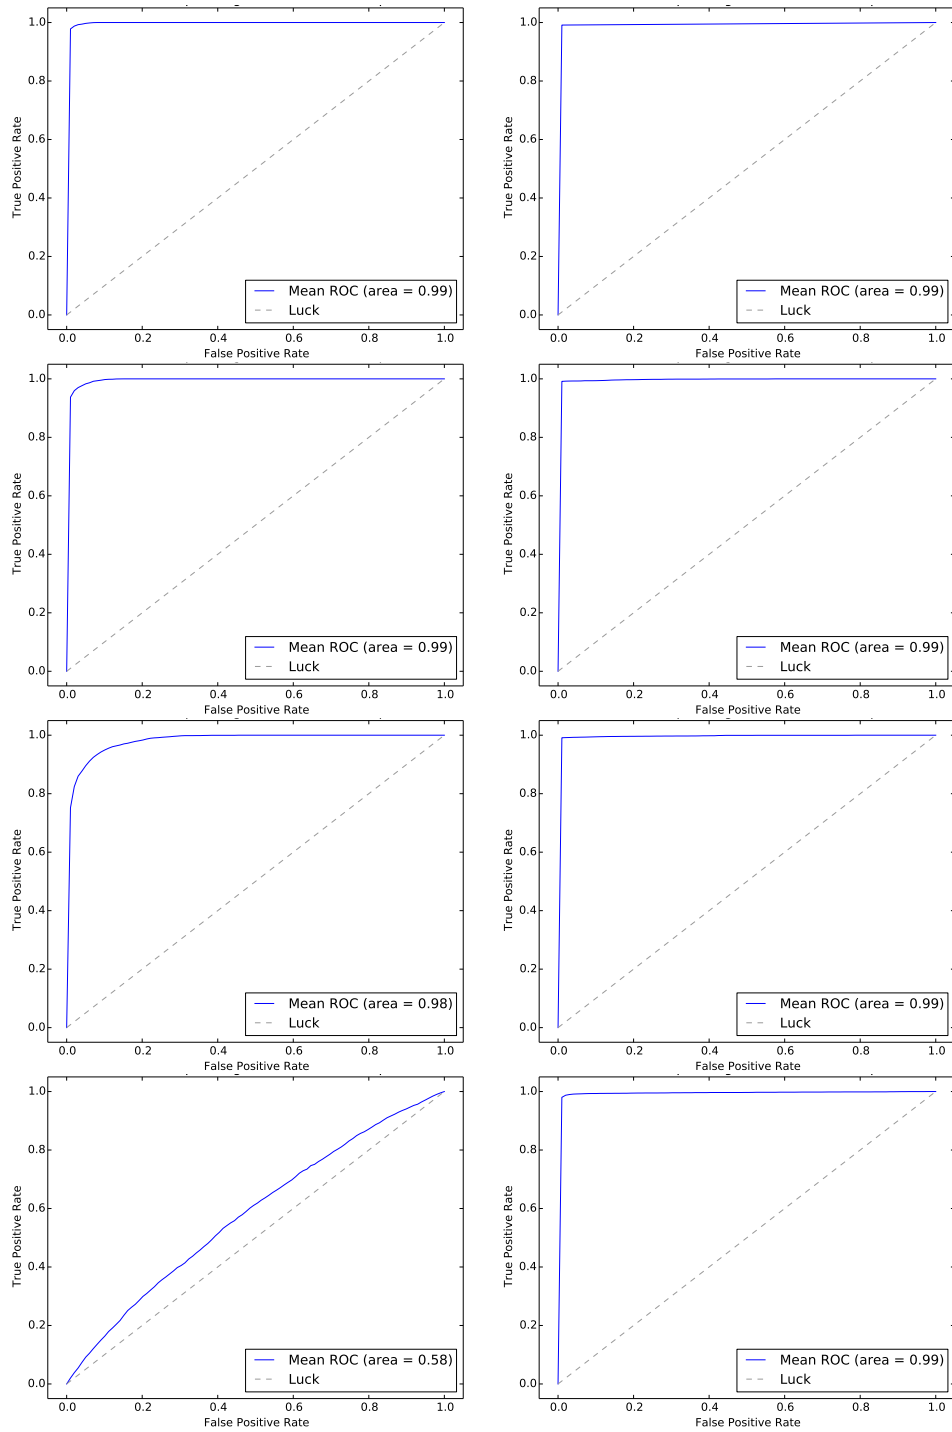 1.0
0.8
0.6
0.4
0.2
0.0
True Positive Rate
0.0 0.2 0.4 0.6 0.8 1.0
False Positive Rate
Mean ROC (area = 0.99)
Luck
1.0
0.8
0.6
0.4
0.2
0.0
True Positive Rate
0.0 0.2 0.4 0.6 0.8 1.0
False Positive Rate
Mean ROC (area = 0.99)
Luck
1.0
0.8
0.6
0.4
0.2
0.0
True Positive Rate
0.0 0.2 0.4 0.6 0.8 1.0
False Positive Rate
Mean ROC (area = 0.99)
Luck
1.0
0.8
0.6
0.4
0.2
0.0
True Positive Rate
0.0 0.2 0.4 0.6 0.8 1.0
False Positive Rate
Mean ROC (area = 0.99)
Luck
1.0
0.8
0.6
0.4
0.2
0.0
True Positive Rate
0.0 0.2 0.4 0.6 0.8 1.0
False Positive Rate
Mean ROC (area = 0.98)
Luck
1.0
0.8
0.6
0.4
0.2
0.0
True Positive Rate
0.0 0.2 0.4 0.6 0.8 1.0
False Positive Rate
Mean ROC (area = 0.99)
Luck
1.0
0.8
0.6
0.4
0.2
0.0
True Positive Rate
0.0 0.2 0.4 0.6 0.8 1.0
False Positive Rate
Mean ROC (area = 0.58)
Luck
1.0
0.8
0.6
0.4
0.2
0.0
True Positive Rate
0.0 0.2 0.4 0.6 0.8 1.0
False Positive Rate
Mean ROC (area = 0.99)
Luck